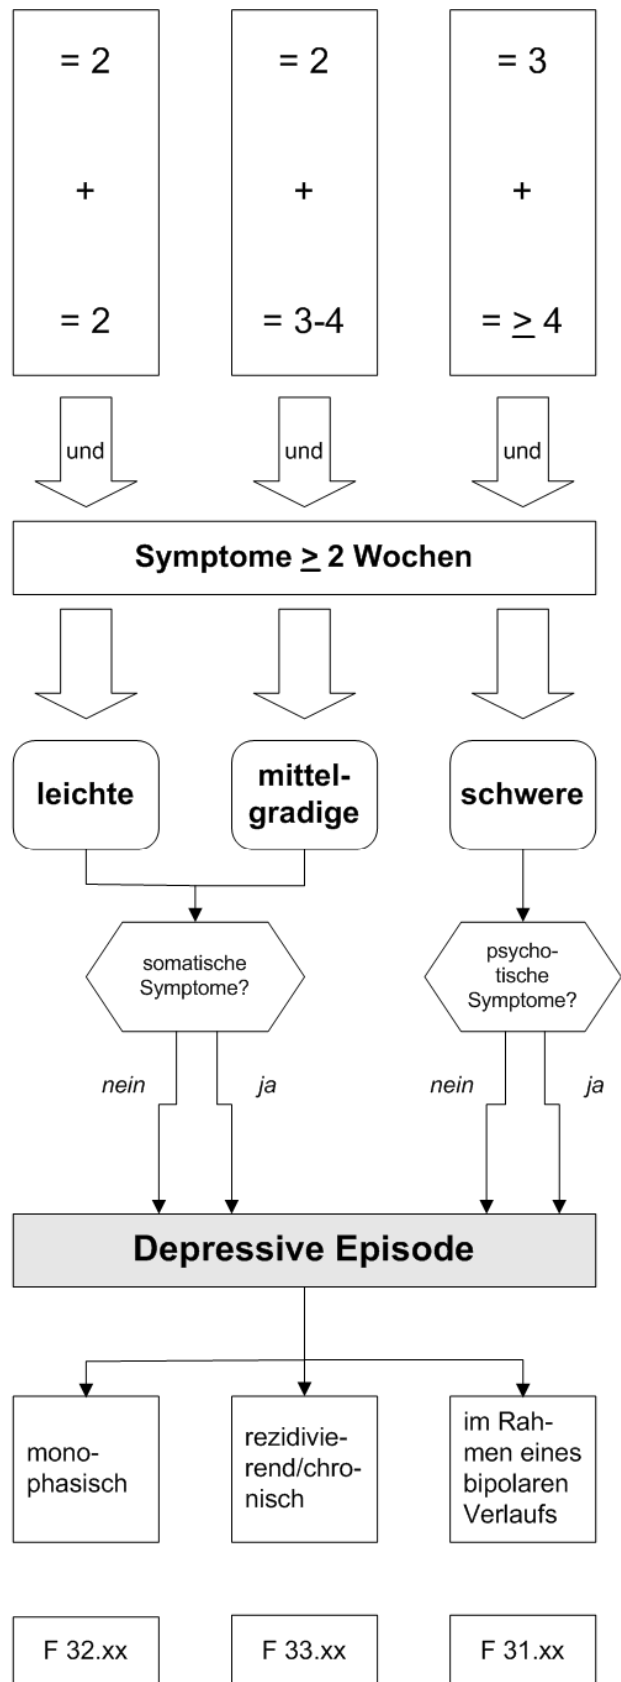 = 2
+
= 2
= 2
+
= 3-4
= 3
+
= ≥ 4
und
und
und
Symptome ≥ 2 Wochen
leichte
mittel-
gradige
schwere
somatische
Symptome?
psycho-
tische
Symptome?
nein
ja
nein
ja
Depressive Episode
mono-
phasisch
rezidivie-
rend/chro-
nisch
im Rah-
men eines
bipolaren
Verlaufs
F 32.xx
F 33.xx
F 31.xx